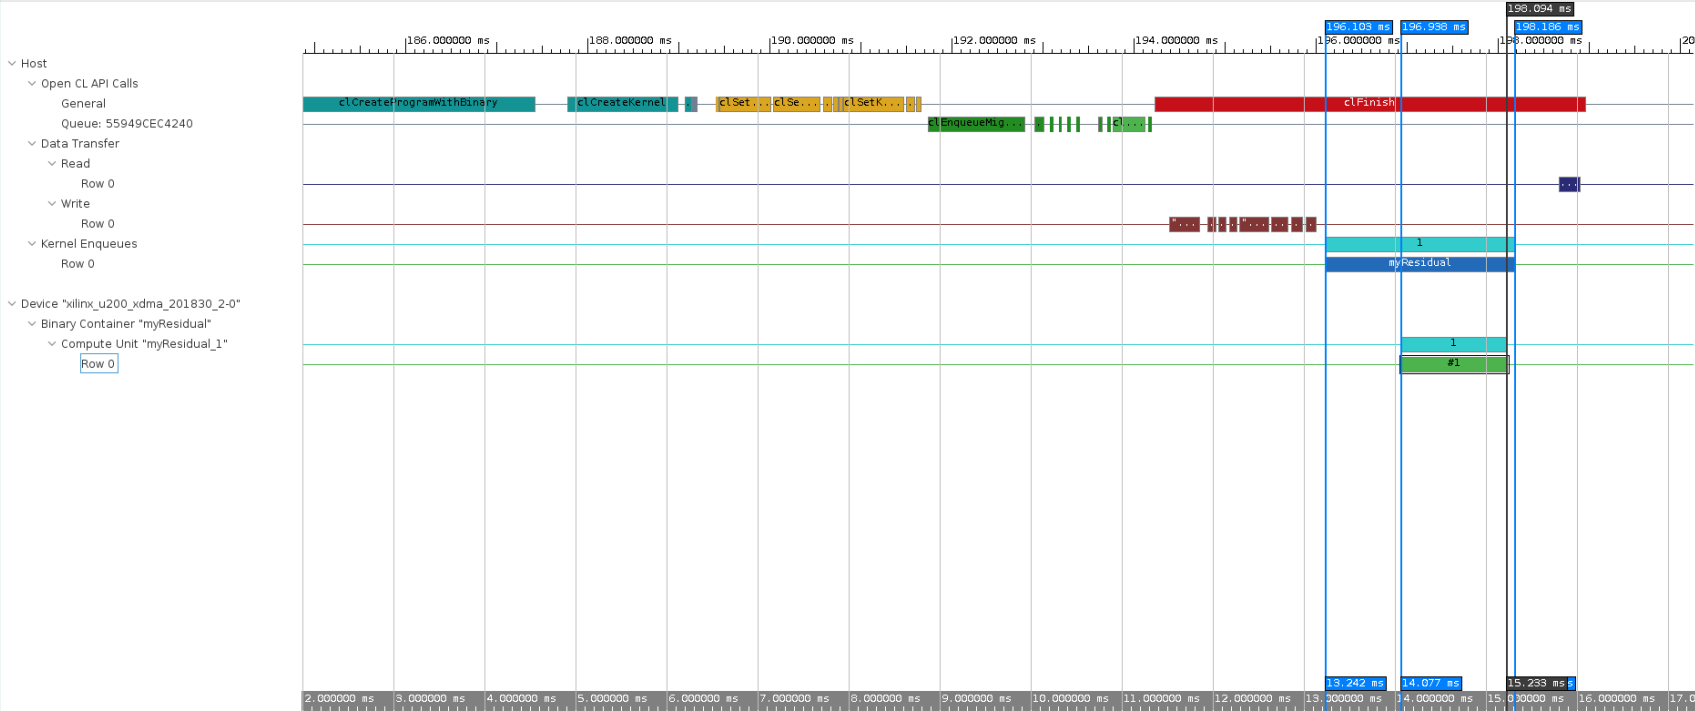 198.094 ms
196.103 ms 196.938 ms 198.186 ms
186.000000 ms 188.000000 ms 190.000000 ms 192.000000 ms 194.000000 ms 196.000000 ms 198.000000 ms 20
Host
Open CL API Calls
General clCreateProgramWithBinary clCreateKernel clSet... clSe... clSetK... clFinish
Queue: 55949CEC4240 clEnqueueMig... cl...
Data Transfer
Read
Row 0 ...
Write
Row 0 "... "... ...
Kernel Enqueues 1
Row 0 myResidual
Device "xilinx_u200_xdma_201830_2-0"
Binary Container "myResidual"
Compute Unit "myResidual_1" 1
Row 0 #1
13.242 ms 14.077 ms 15.233 ms s
2.000000 ms 3.000000 ms 4.000000 ms 5.000000 ms 6.000000 ms 7.000000 ms 8.000000 ms 9.000000 ms 10.000000 ms 11.000000 ms 12.000000 ms 13.000000 ms 14.000000 ms 15.000000 ms 16.000000 ms 17.0